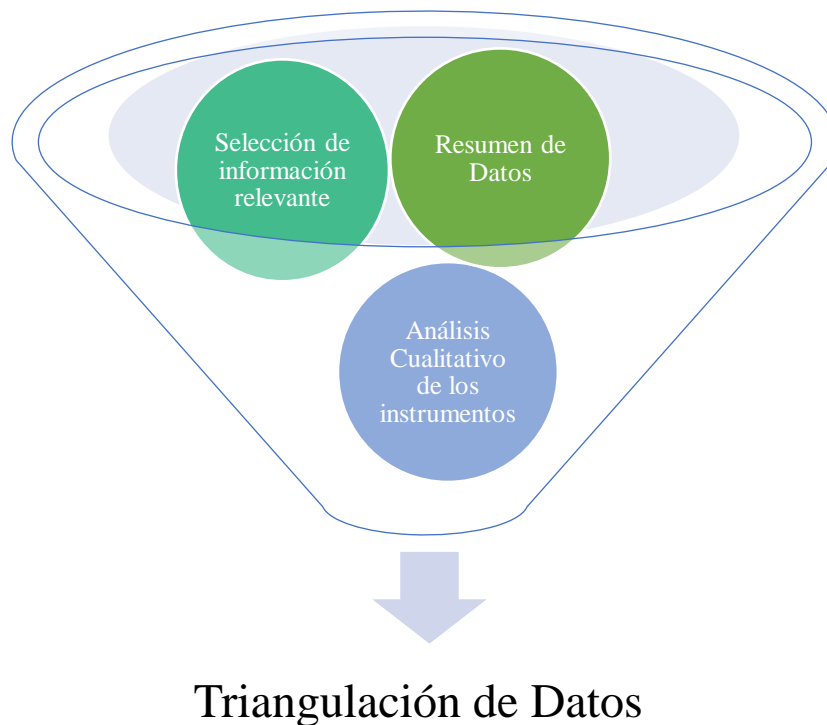 Selección de
información
relevante
Resumen de
Datos
Análisis
Cualitativo
de los
instrumentos
Triangulación de Datos